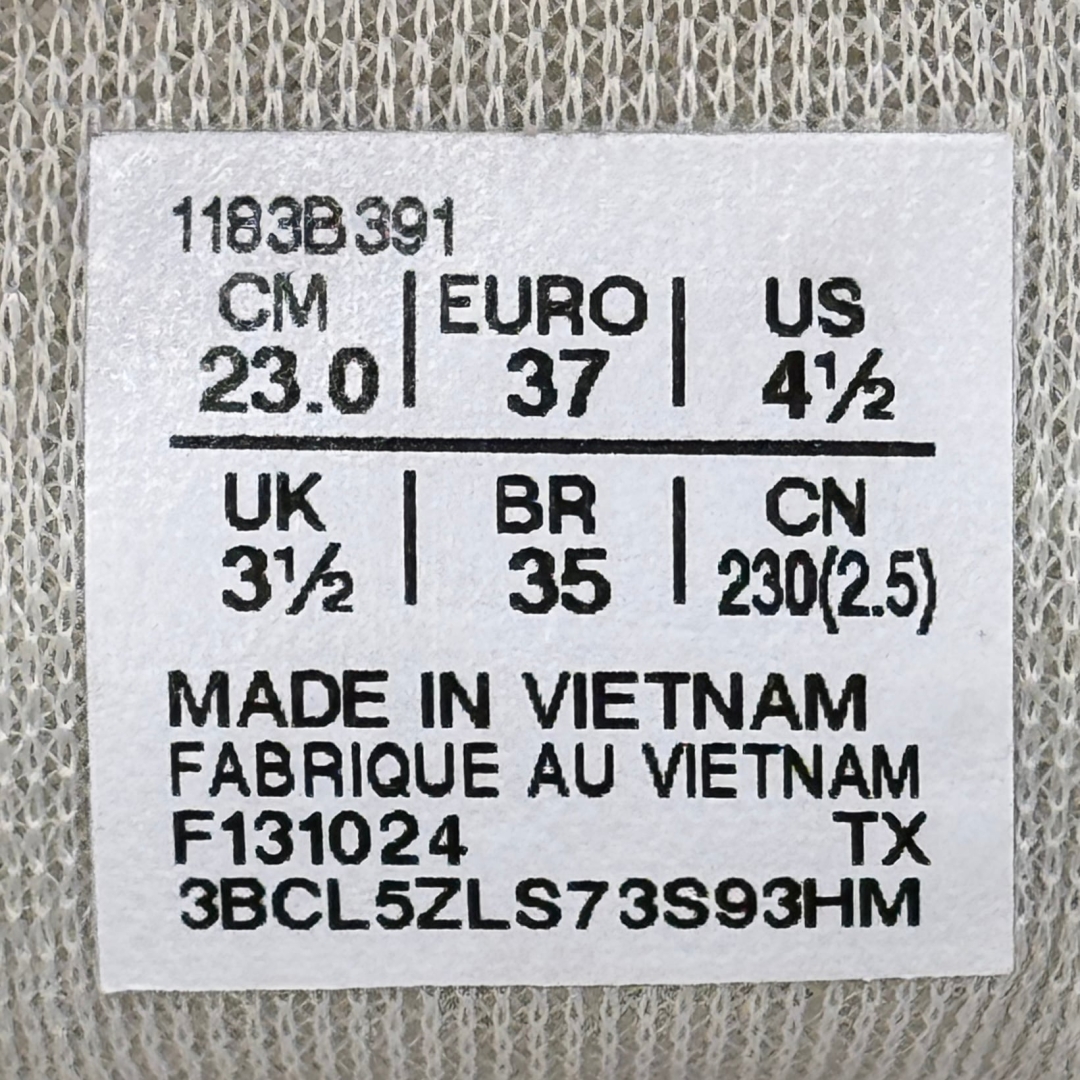 1183B391
CM | EURO | US
23.0 | 37 | 4½
UK | BR | CN
3½ | 35 | 230(2.5)
MADE IN VIETNAM
FABRIQUE AU VIETNAM
F131024 TX
3BCL5ZLS73S93HM